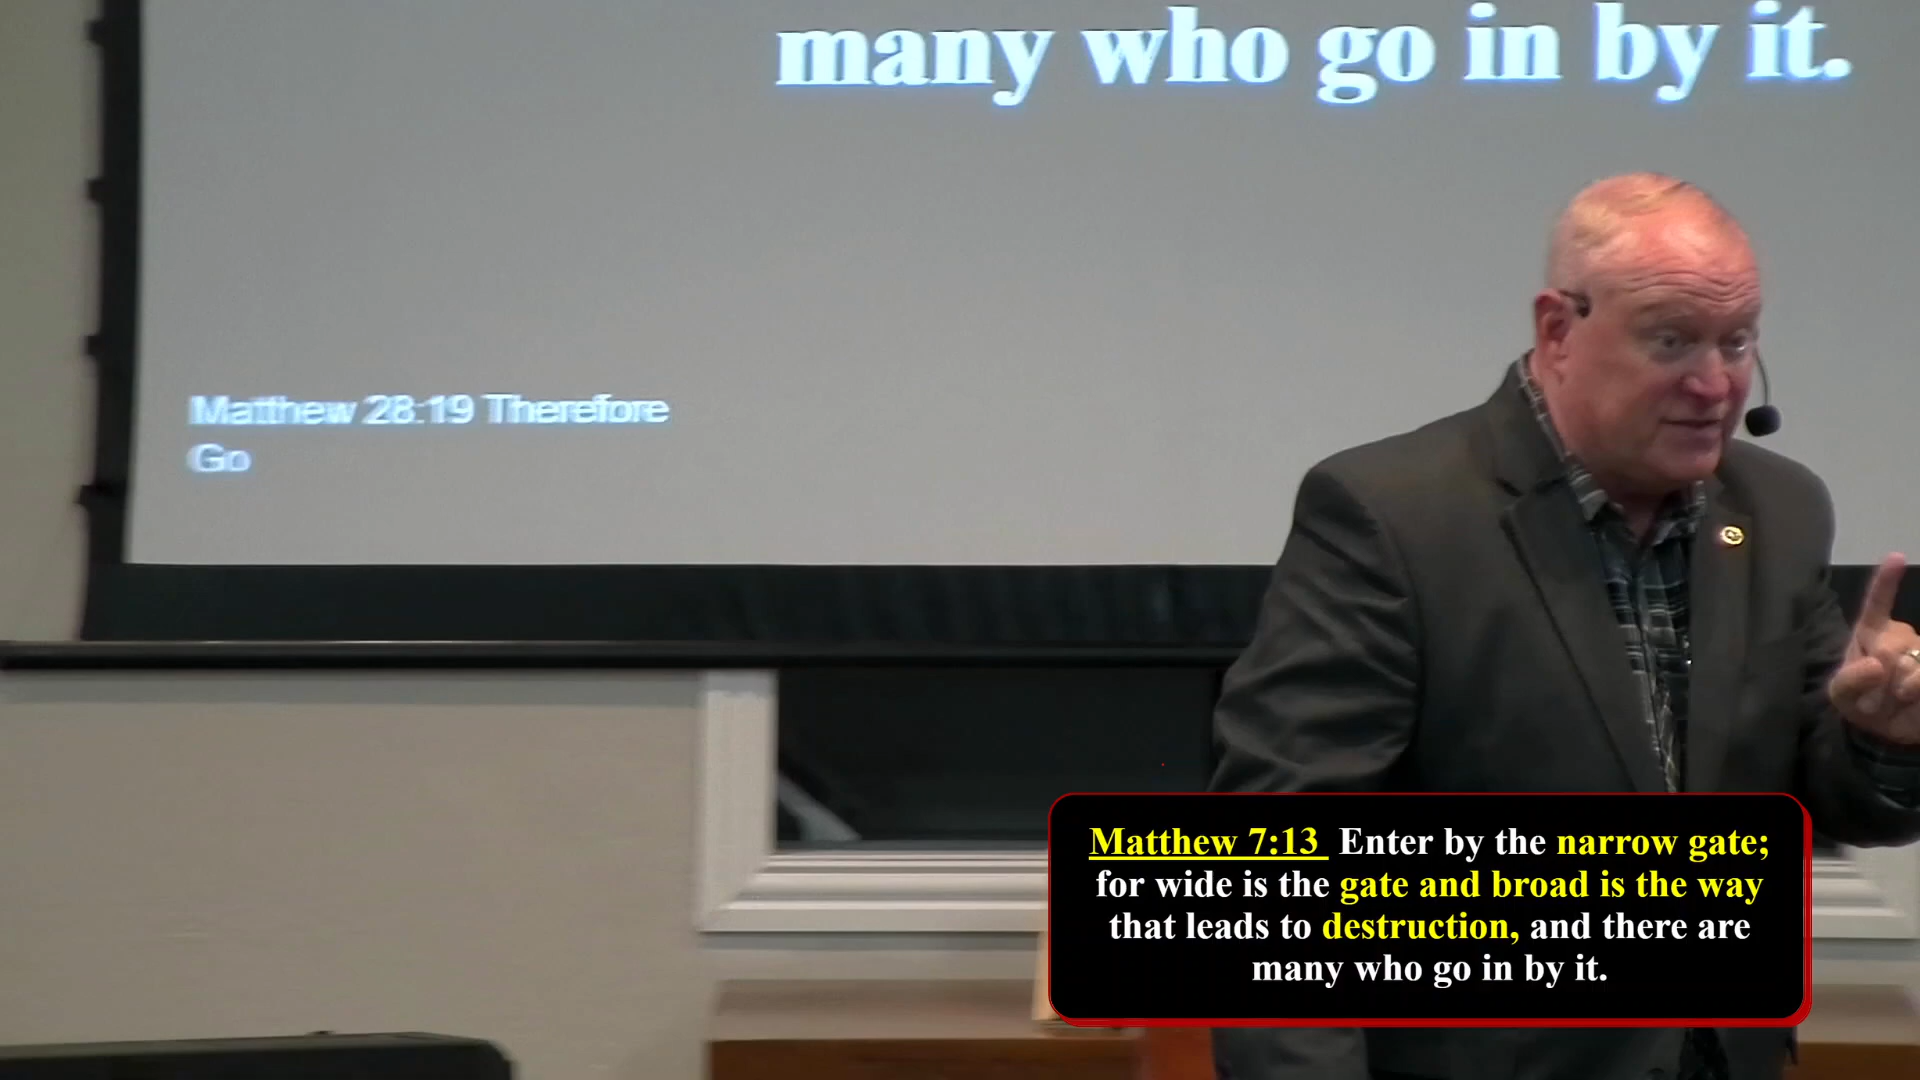 many who go in by it.
Matthew 28:19 Therefore
Go
Matthew 7:13 Enter by the narrow gate;
for wide is the gate and broad is the way
that leads to destruction, and there are
many who go in by it.